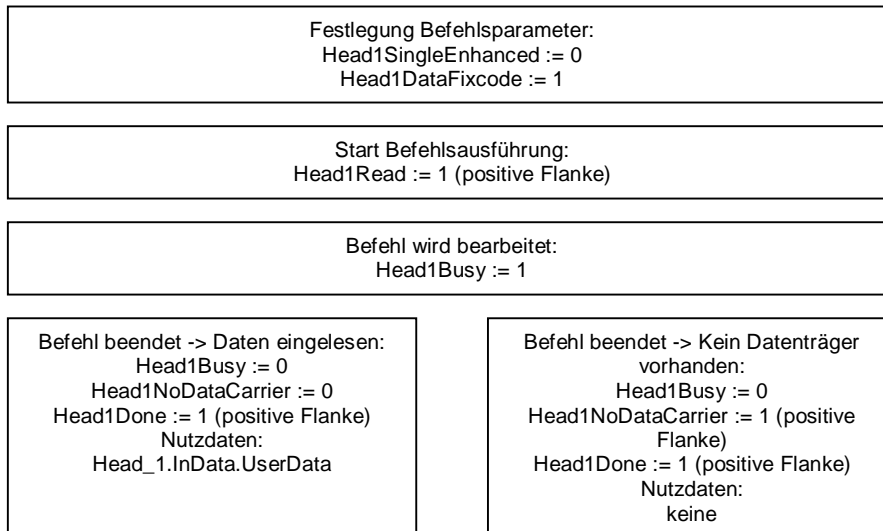 Festlegung Befehlsparameter:
Head1SingleEnhanced := 0
Head1DataFixcode := 1
Start Befehlsausführung:
Head1Read := 1 (positive Flanke)
Befehl wird bearbeitet:
Head1Busy := 1
Befehl beendet -> Daten eingelesen:
Head1Busy := 0
Head1NoDataCarrier := 0
Head1Done := 1 (positive Flanke)
Nutzdaten:
Head_1.InData.UserData
Befehl beendet -> Kein Datenträger
vorhanden:
Head1Busy := 0
Head1NoDataCarrier := 1 (positive
Flanke)
Head1Done := 1 (positive Flanke)
Nutzdaten:
keine